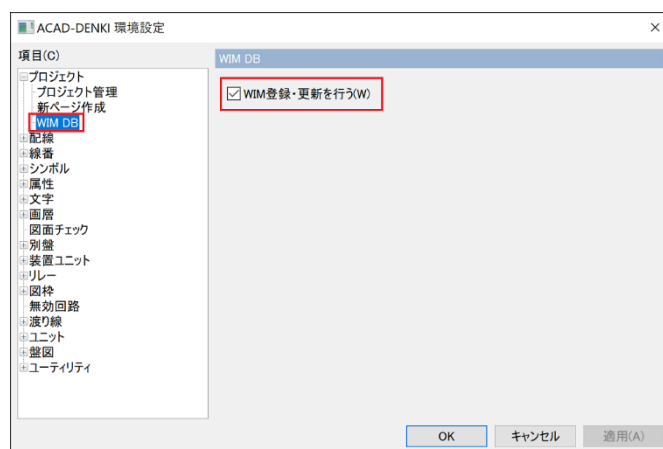 ACAD-DENKI 環境設定
項目(C)
プロジェクト
プロジェクト管理
新ページ作成
WIM DB
配線
線番
シンボル
属性
文字
画層
図面チェック
別盤
装置ユニット
リレー
図枠
無効回路
渡り線
ユニット
盤図
ユーティリティ
WIM DB
WIM登録・更新を行う(W)
OK
キャンセル
適用(A)